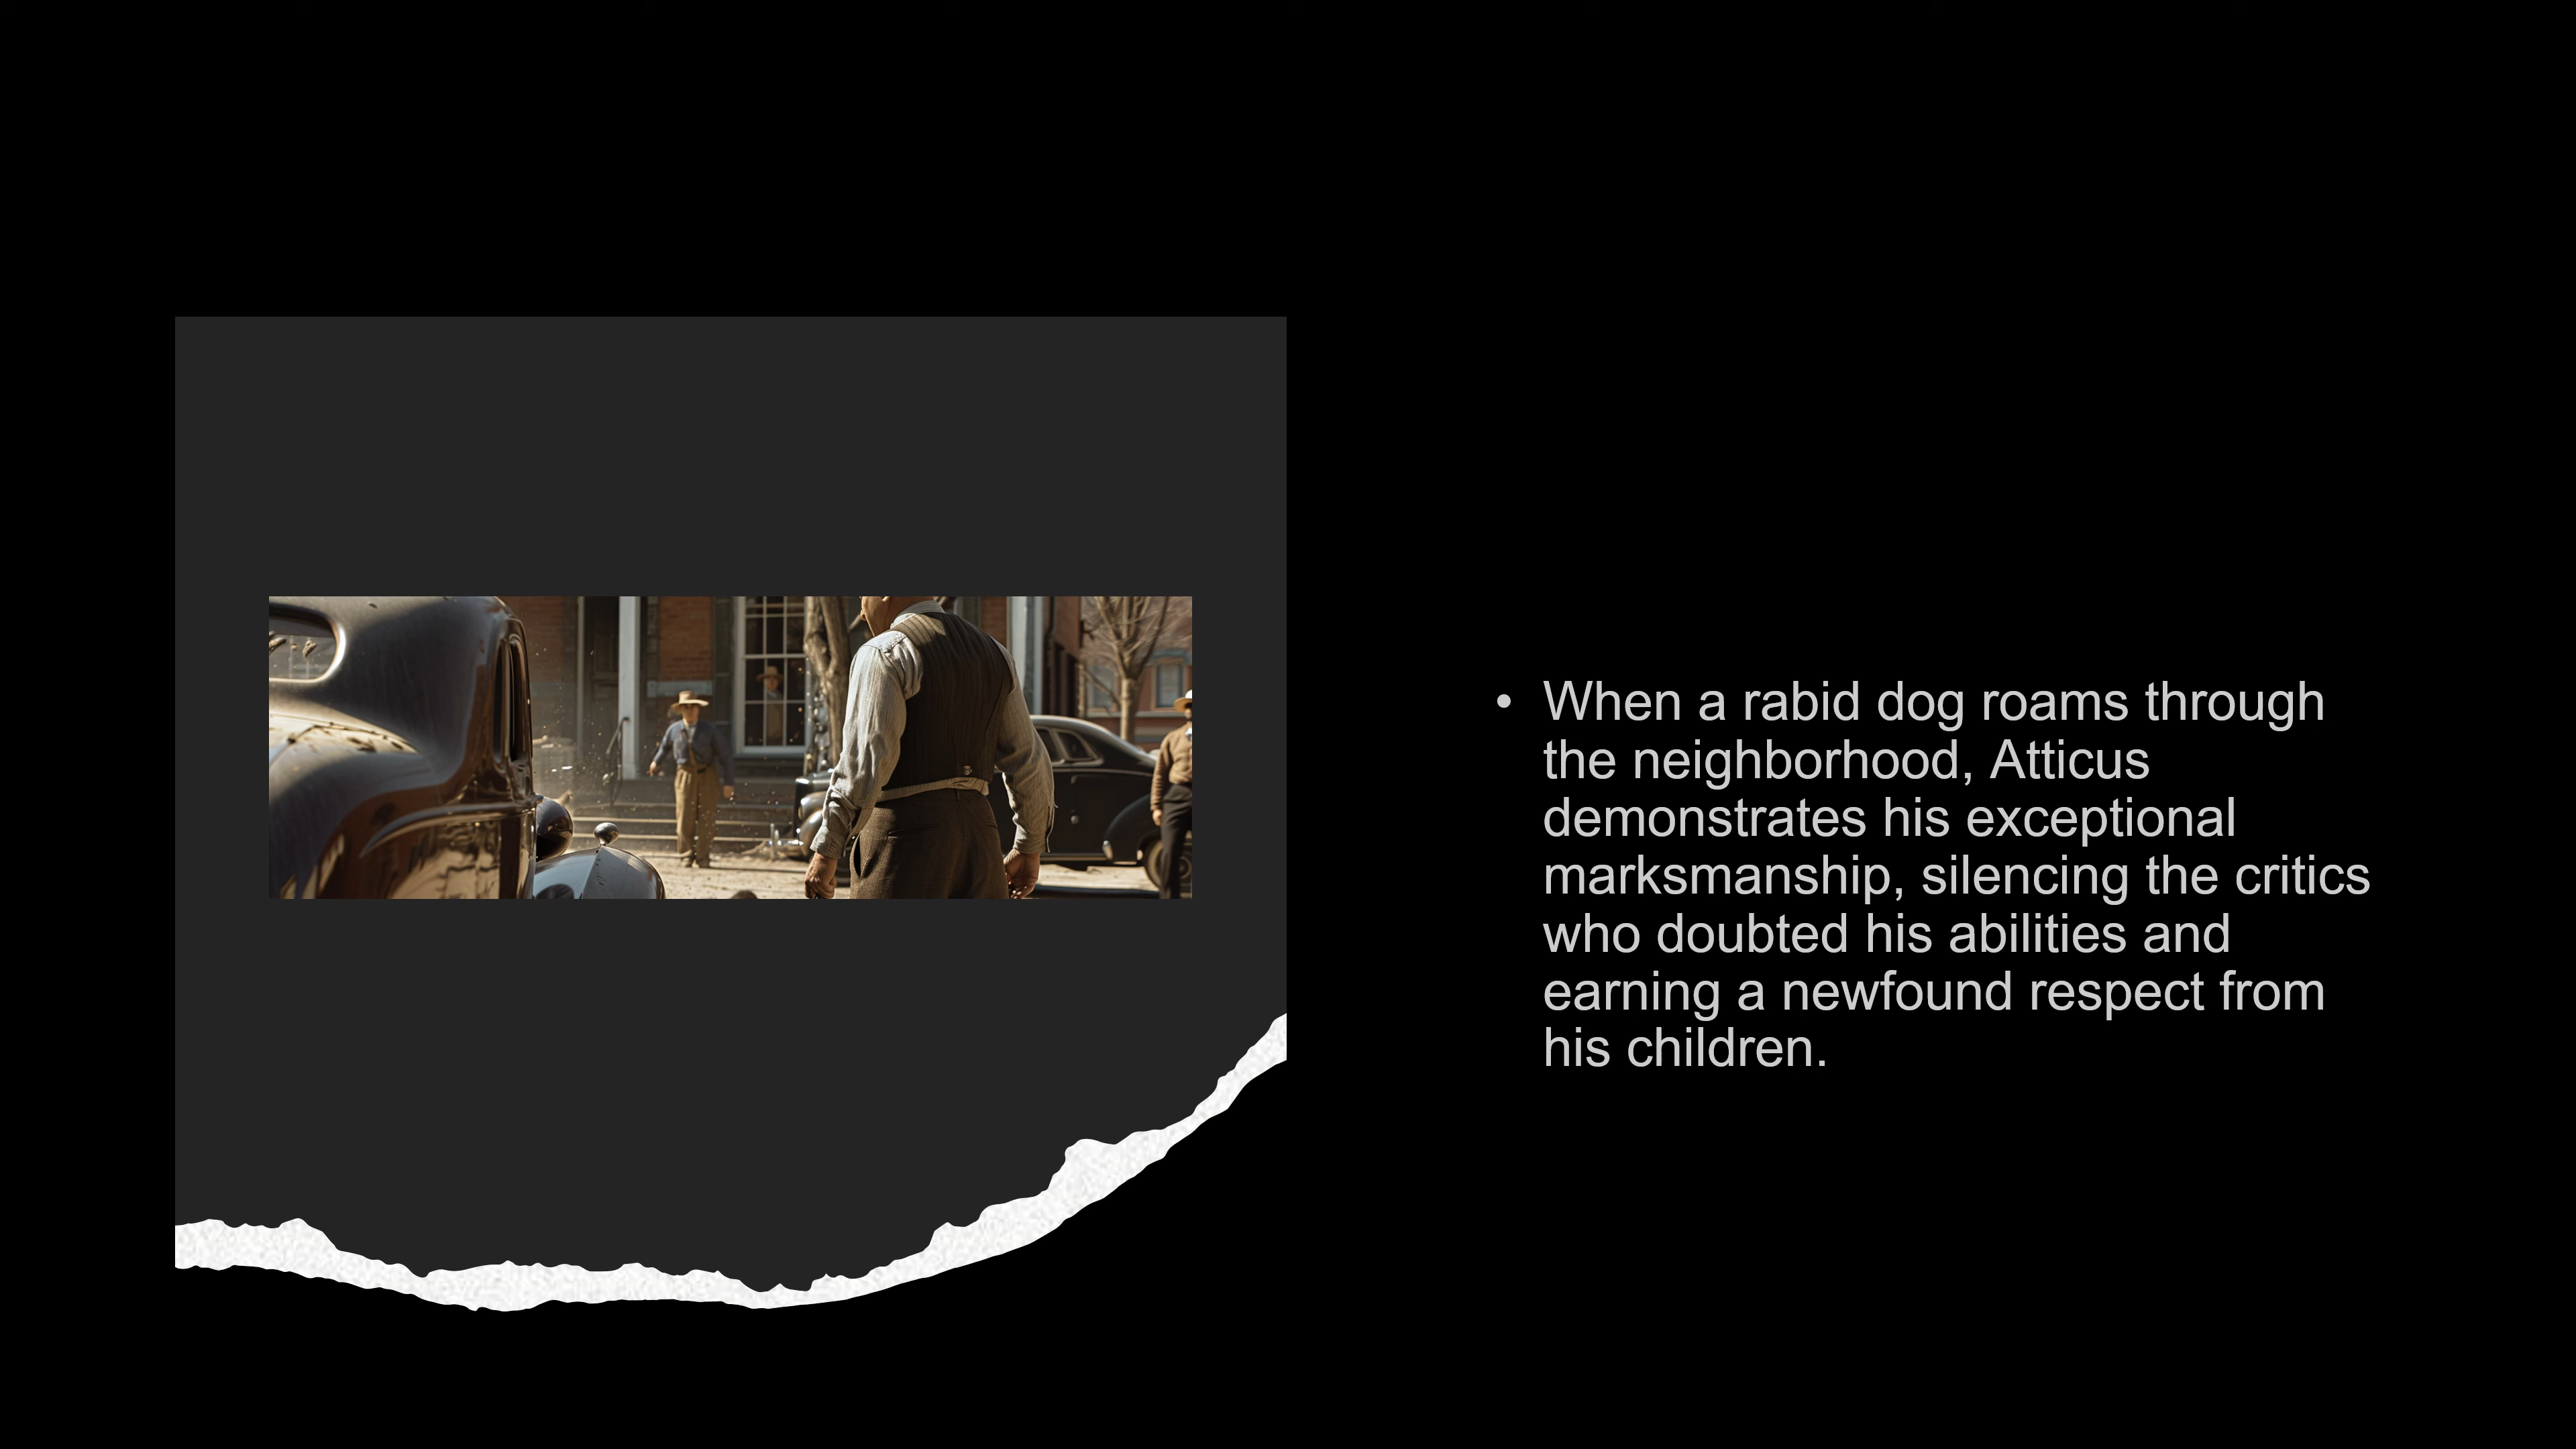 • When a rabid dog roams through
the neighborhood, Atticus
demonstrates his exceptional
marksmanship, silencing the critics
who doubted his abilities and
earning a newfound respect from
his children.